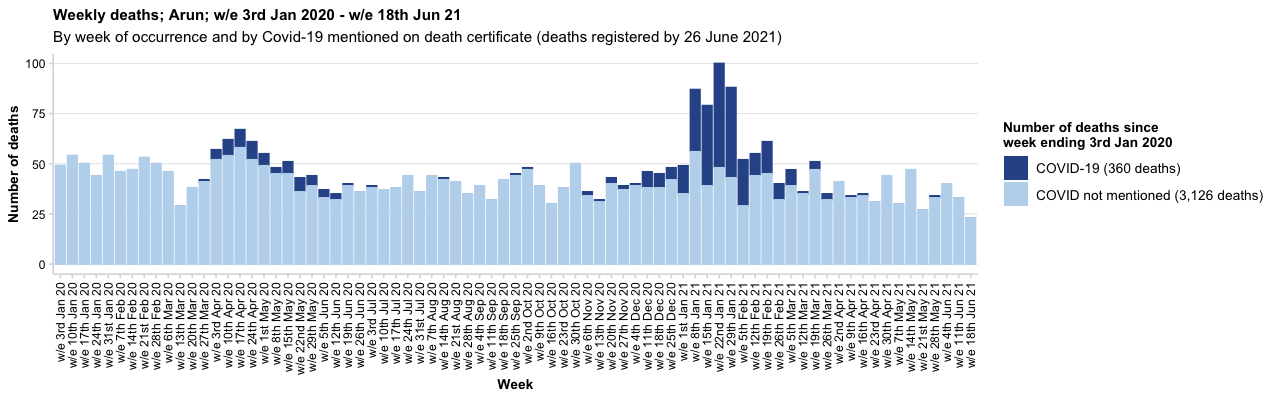 Weekly deaths; Arun; w/e 3rd Jan 2020 - w/e 18th Jun 21
By week of occurrence and by Covid-19 mentioned on death certificate (deaths registered by 26 June 2021)
100
75
50
25
0
Number of deaths
w/e 3rd Jan 20
w/e 10th Jan 20
w/e 17th Jan 20
w/e 24th Jan 20
w/e 31st Jan 20
w/e 7th Feb 20
w/e 14th Feb 20
w/e 21st Feb 20
w/e 28th Feb 20
w/e 6th Mar 20
w/e 13th Mar 20
w/e 20th Mar 20
w/e 27th Mar 20
w/e 3rd Apr 20
w/e 10th Apr 20
w/e 17th Apr 20
w/e 24th Apr 20
w/e 1st May 20
w/e 8th May 20
w/e 15th May 20
w/e 22nd May 20
w/e 29th May 20
w/e 5th Jun 20
w/e 12th Jun 20
w/e 19th Jun 20
w/e 26th Jun 20
w/e 3rd Jul 20
w/e 10th Jul 20
w/e 17th Jul 20
w/e 24th Jul 20
w/e 31st Jul 20
w/e 7th Aug 20
w/e 14th Aug 20
w/e 21st Aug 20
w/e 28th Aug 20
w/e 4th Sep 20
w/e 11th Sep 20
w/e 18th Sep 20
w/e 25th Sep 20
w/e 2nd Oct 20
w/e 9th Oct 20
w/e 16th Oct 20
w/e 23rd Oct 20
w/e 30th Oct 20
w/e 6th Nov 20
w/e 13th Nov 20
w/e 20th Nov 20
w/e 27th Nov 20
w/e 4th Dec 20
w/e 11th Dec 20
w/e 18th Dec 20
w/e 25th Dec 20
w/e 1st Jan 21
w/e 8th Jan 21
w/e 15th Jan 21
w/e 22nd Jan 21
w/e 29th Jan 21
w/e 5th Feb 21
w/e 12th Feb 21
w/e 19th Feb 21
w/e 26th Feb 21
w/e 5th Mar 21
w/e 12th Mar 21
w/e 19th Mar 21
w/e 26th Mar 21
w/e 2nd Apr 21
w/e 9th Apr 21
w/e 16th Apr 21
w/e 23rd Apr 21
w/e 30th Apr 21
w/e 7th May 21
w/e 14th May 21
w/e 21st May 21
w/e 28th May 21
w/e 4th Jun 21
w/e 11th Jun 21
w/e 18th Jun 21
Week
Number of deaths since
week ending 3rd Jan 2020
COVID-19 (360 deaths)
COVID not mentioned (3,126 deaths)